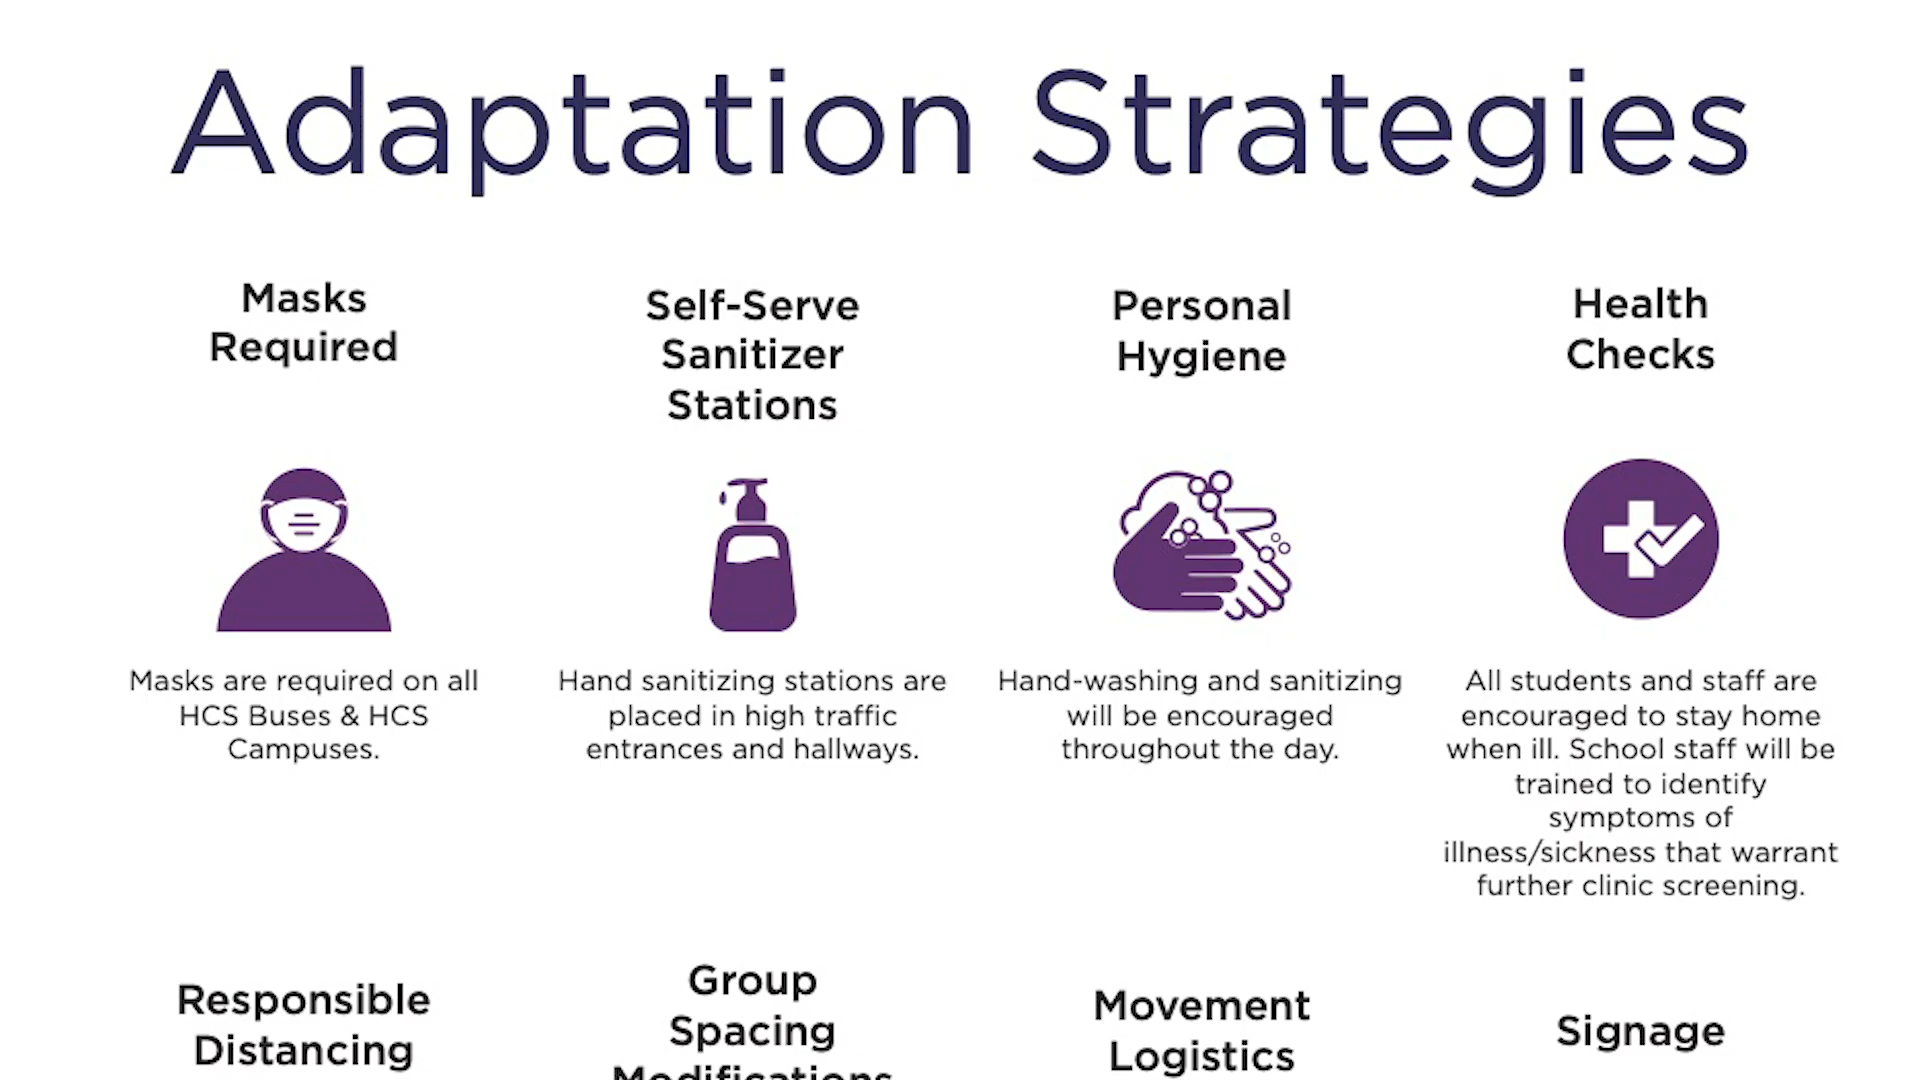 Adaptation Strategies
Masks
Required
Self-Serve
Sanitizer
Stations
Personal
Hygiene
Health
Checks
Masks are required on all
HCS Buses & HCS
Campuses.
Hand sanitizing stations are
placed in high traffic
entrances and hallways.
Hand-washing and sanitizing
will be encouraged
throughout the day.
All students and staff are
encouraged to stay home
when ill. School staff will be
trained to identify
symptoms of
illness/sickness that warrant
further clinic screening.
Responsible
Distancing
Group
Spacing
Modifications
Movement
Logistics
Signage